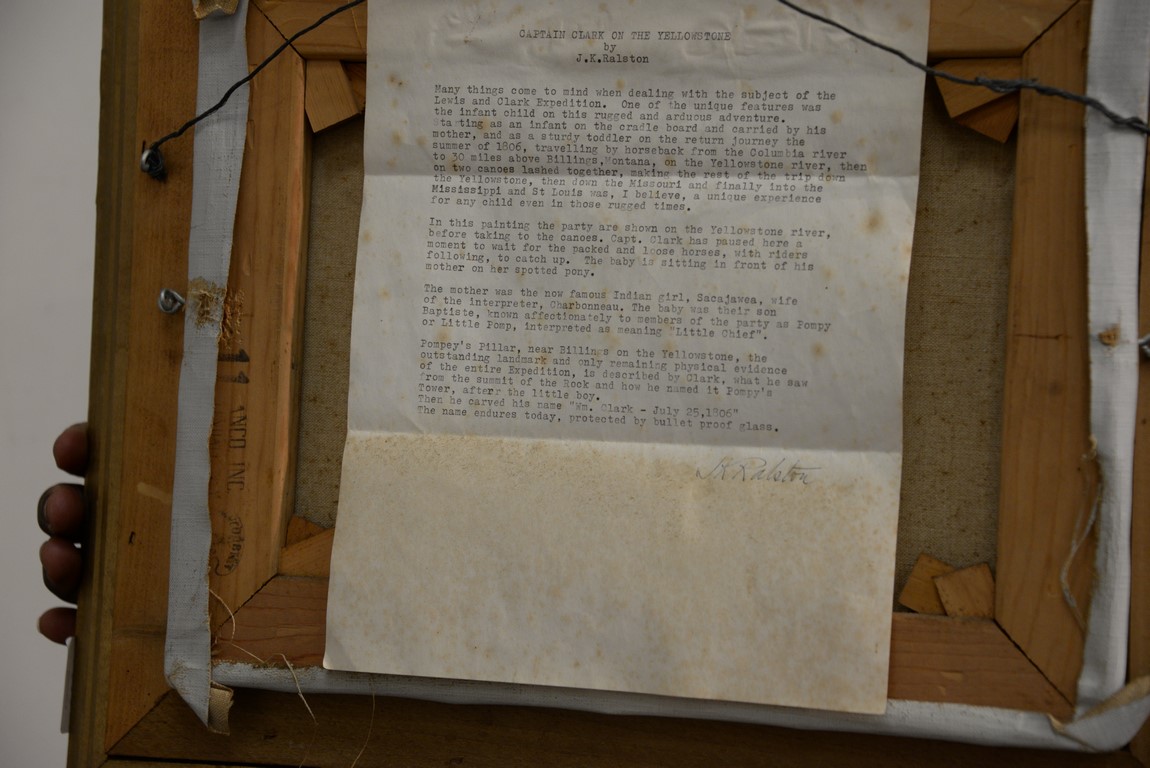 CAPTAIN CLARK ON THE YELLOWSTONE
by
J.K.Ralston
Many things come to mind when dealing with the subject of the
Lewis and Clark Expedition. One of the unique features was
the infant child on this rugged and arduous adventure.
Starting as an infant on the cradle board and carried by his
mother, and as a sturdy toddler on the return journey the
summer of 1806, travelling by horseback from the Columbia river
to 30 miles above Billings,Montana, on the Yellowstone river, then
on two canoes lashed together, making the rest of the trip down
the Yellowstone, then down the Missouri and finally into the
Mississippi and St Louis was, I believe, a unique experience
for any child even in those rugged times.
In this painting the party are shown on the Yellowstone river,
before taking to the canoes. Capt. Clark has paused here a
moment to wait for the packed and loose horses, with riders
following, to catch up. The baby is sitting in front of his
mother on her spotted pony.
The mother was the now famous Indian girl, Sacajawea, wife
of the interpreter, Charbonneau. The baby was their son
Baptiste, known affectionately to members of the party as Pompy
or Little Pomp, interpreted as meaning "Little Chief".
Pompey's Pillar, near Billings on the Yellowstone, the
outstanding landmark and only remaining physical evidence
of the entire Expedition, is described by Clark, what he saw
from the summit of the Rock and how he named it Pompy's
Tower, after the little boy.
Then he carved his name "Wm. Clark - July 25,1806"
The name endures today, protected by bullet proof glass.
JK Ralston
11
ANCO INC